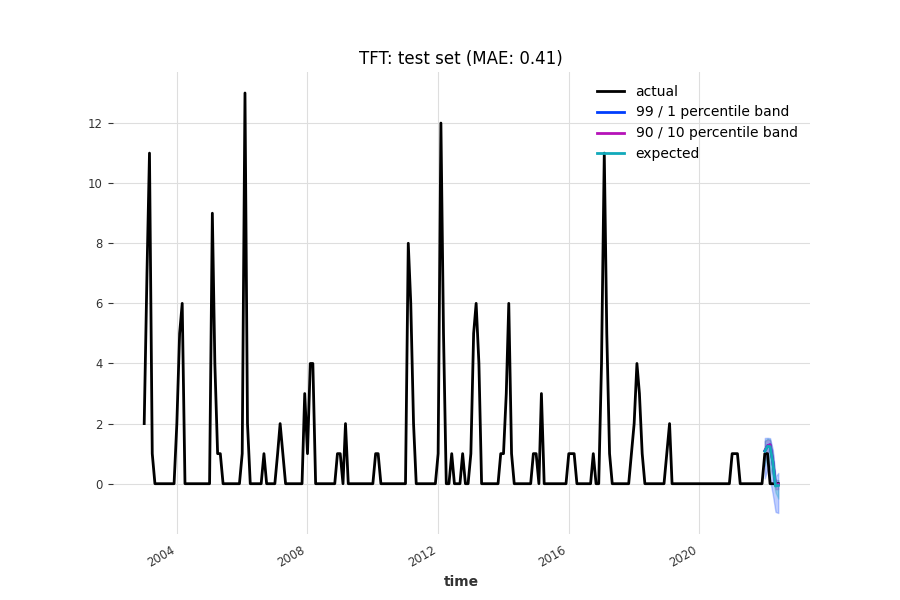 TFT: test set (MAE: 0.41)
actual
99 / 1 percentile band
90 / 10 percentile band
expected
12
10
8
6
4
2
0
2004
2008
2012
2016
2020
time